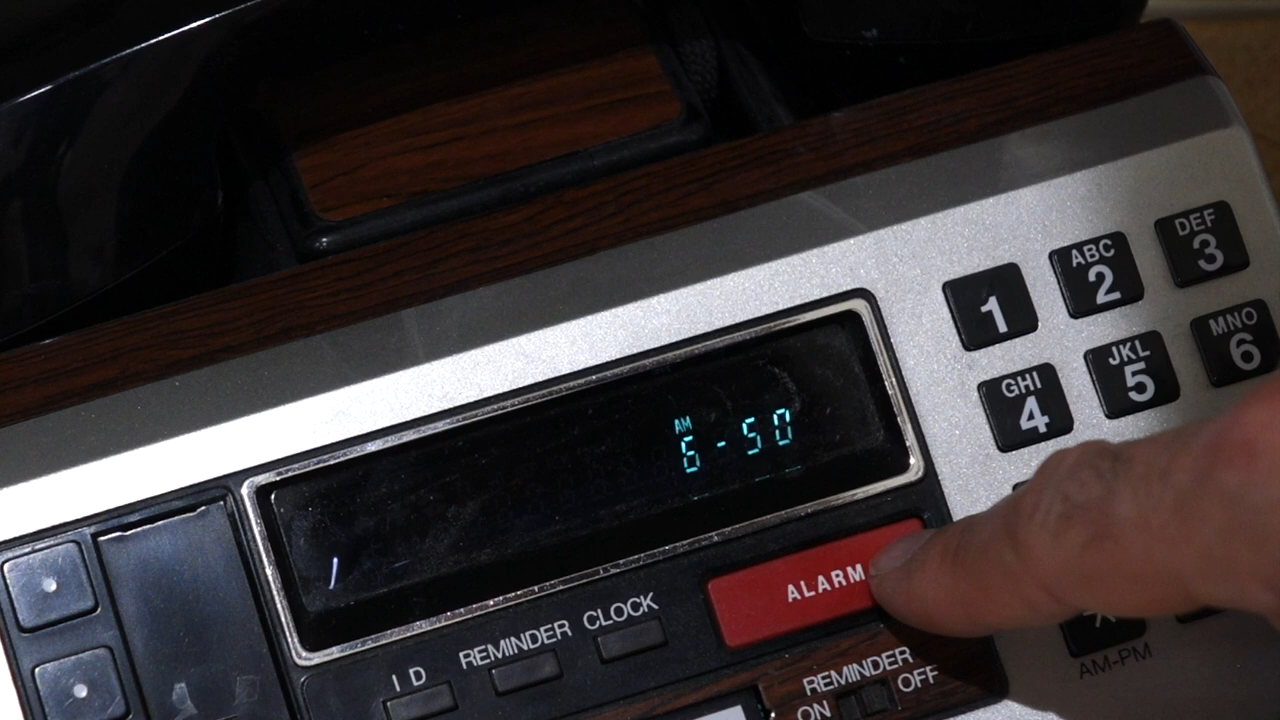 AM
6-50
1
ABC
2
DEF
3
GHI
4
JKL
5
MNO
6
ALARM
ID
REMINDER
CLOCK
REMINDER
ON
OFF
*
AM-PM